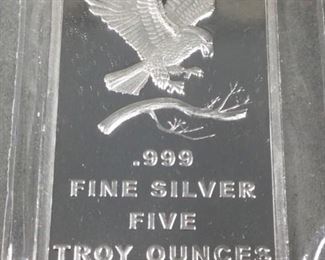 .999
FINE SILVER
FIVE
TROY OUNCES